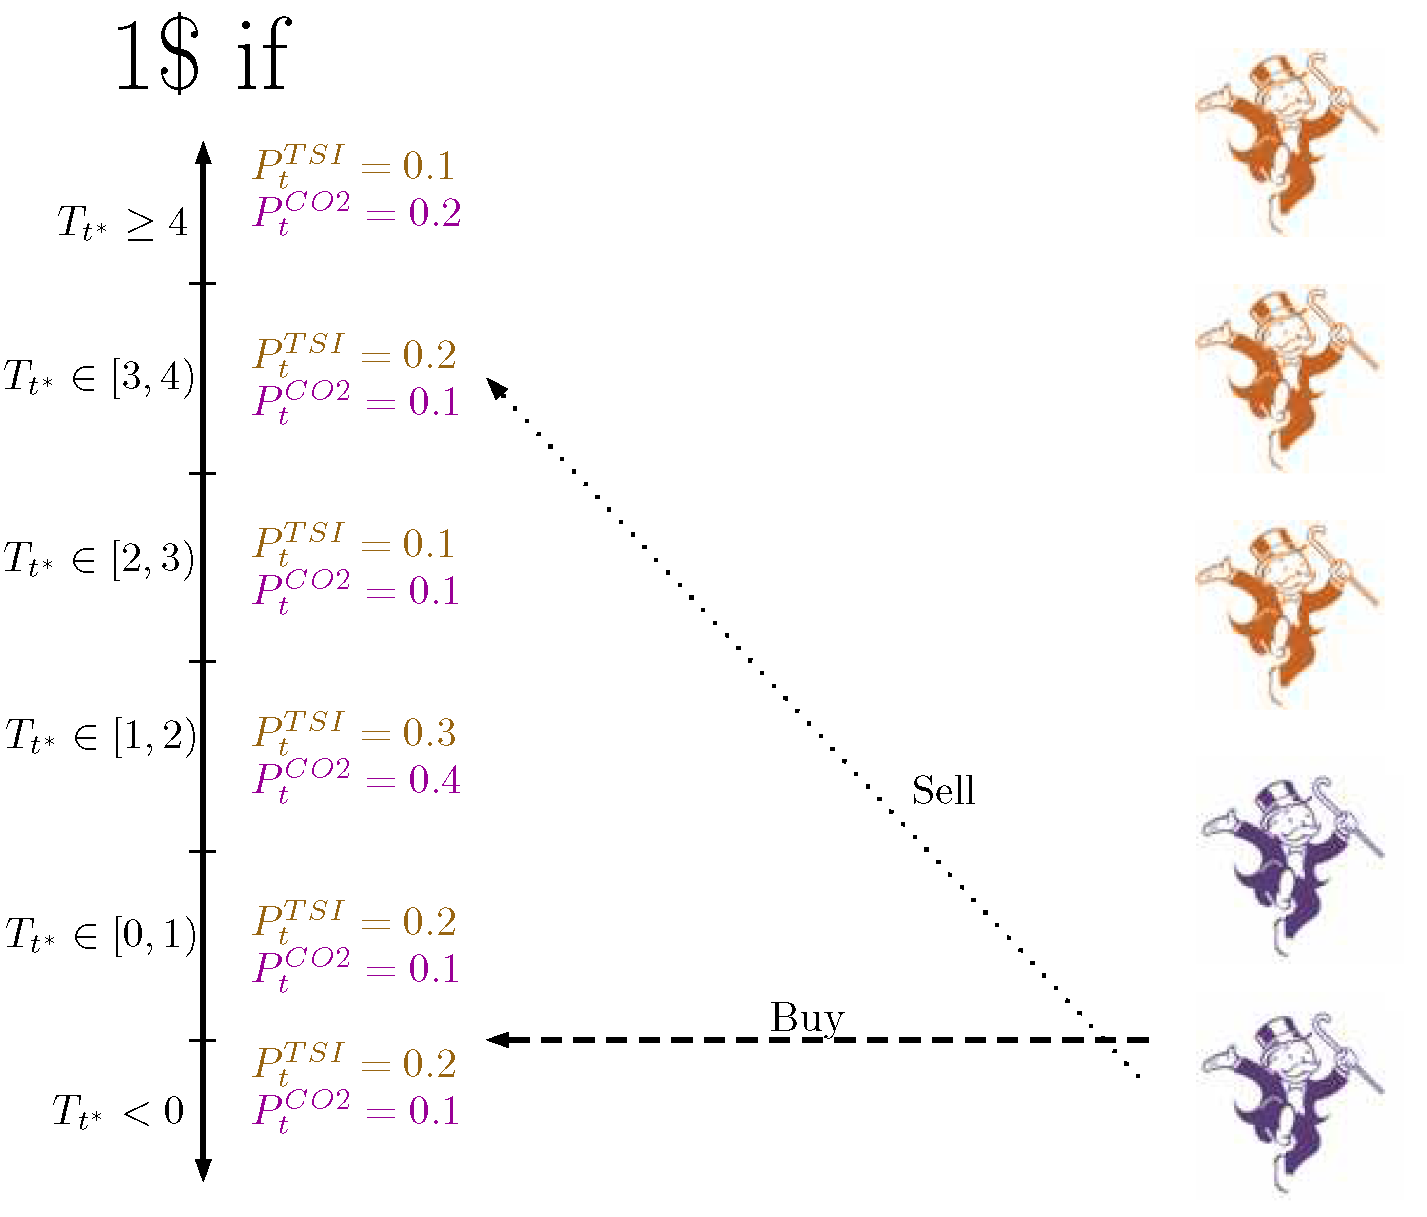 1$ if
P_t^{TSI} = 0.1
T_{t*} ≥ 4
P_t^{CO2} = 0.2
P_t^{TSI} = 0.2
T_{t*} ∈ [3, 4)
P_t^{CO2} = 0.1
P_t^{TSI} = 0.1
T_{t*} ∈ [2, 3)
P_t^{CO2} = 0.1
P_t^{TSI} = 0.3
T_{t*} ∈ [1, 2)
P_t^{CO2} = 0.4
Sell
P_t^{TSI} = 0.2
T_{t*} ∈ [0, 1)
P_t^{CO2} = 0.1
Buy
P_t^{TSI} = 0.2
T_{t*} < 0
P_t^{CO2} = 0.1